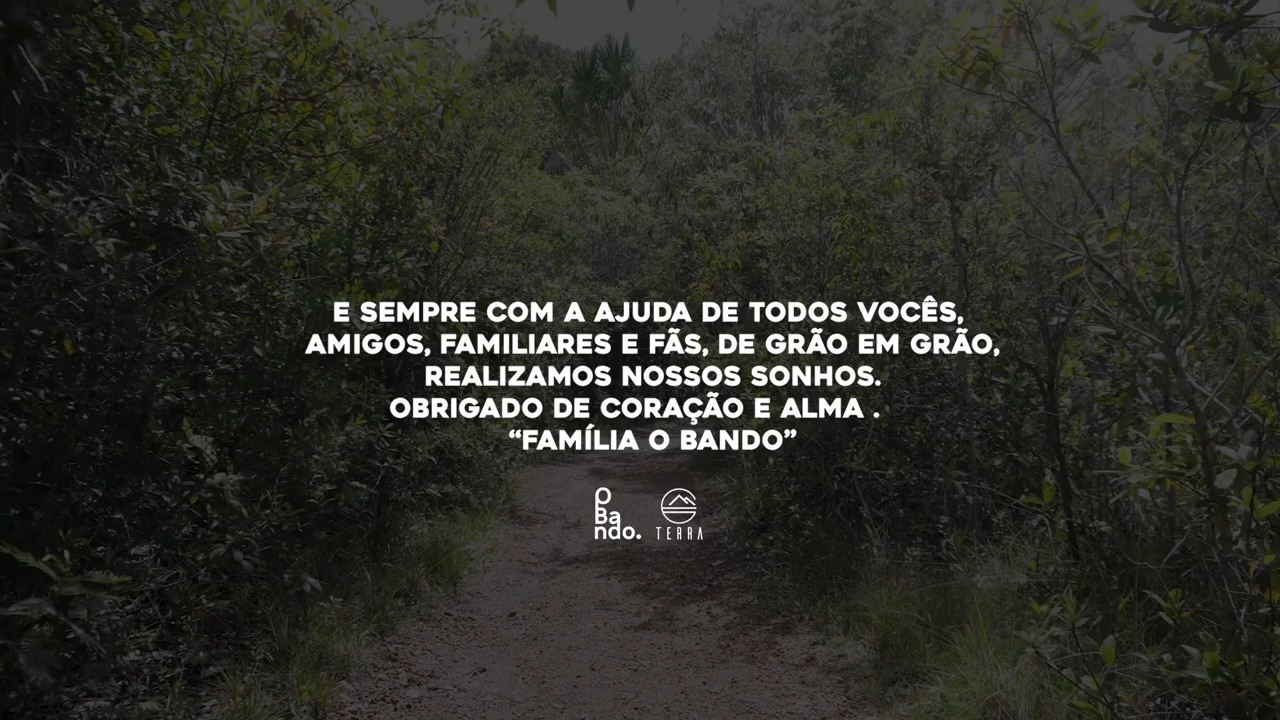 E SEMPRE COM A AJUDA DE TODOS VOCÊS,
AMIGOS, FAMILIARES E FÃS, DE GRÃO EM GRÃO,
REALIZAMOS NOSSOS SONHOS.
OBRIGADO DE CORAÇÃO E ALMA .
“FAMÍLIA O BANDO”
O
Ba
ndo.
TERRA